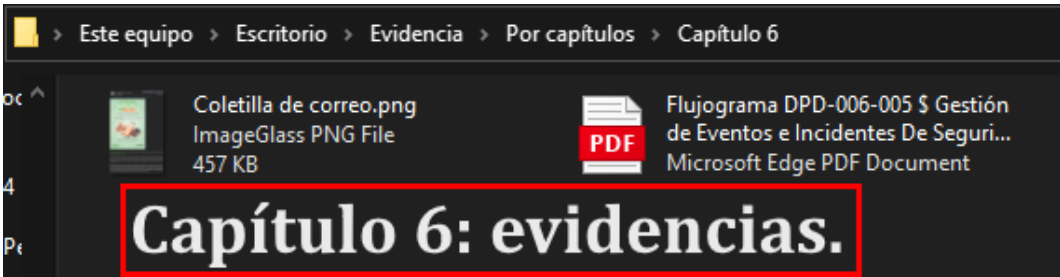 Este equipo > Escritorio > Evidencia > Por capítulos > Capítulo 6
Coletilla de correo.png
ImageGlass PNG File
457 KB
PDF
Flujograma DPD-006-005 $ Gestión
de Eventos e Incidentes De Seguri...
Microsoft Edge PDF Document
4
Capítulo 6: evidencias.